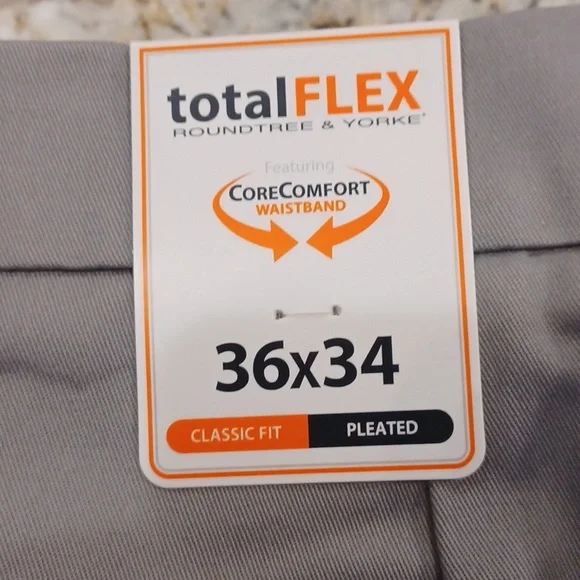 totalFLEX
ROUNDTREE & YORKE®
Featuring
CORECOMFORT
WAISTBAND
36x34
CLASSIC FIT PLEATED